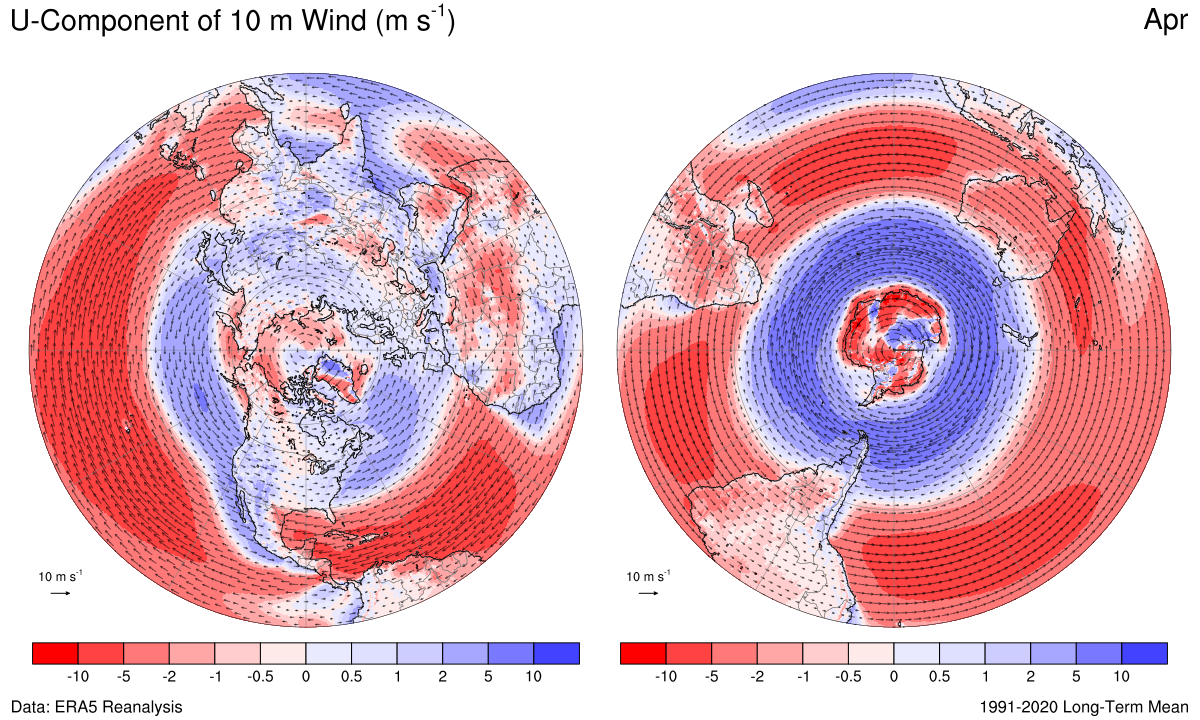 U-Component of 10 m Wind (m s-1)
Apr
10 m s-1
10 m s-1
-10 -5 -2 -1 -0.5 0 0.5 1 2 5 10
-10 -5 -2 -1 -0.5 0 0.5 1 2 5 10
Data: ERA5 Reanalysis
1991-2020 Long-Term Mean